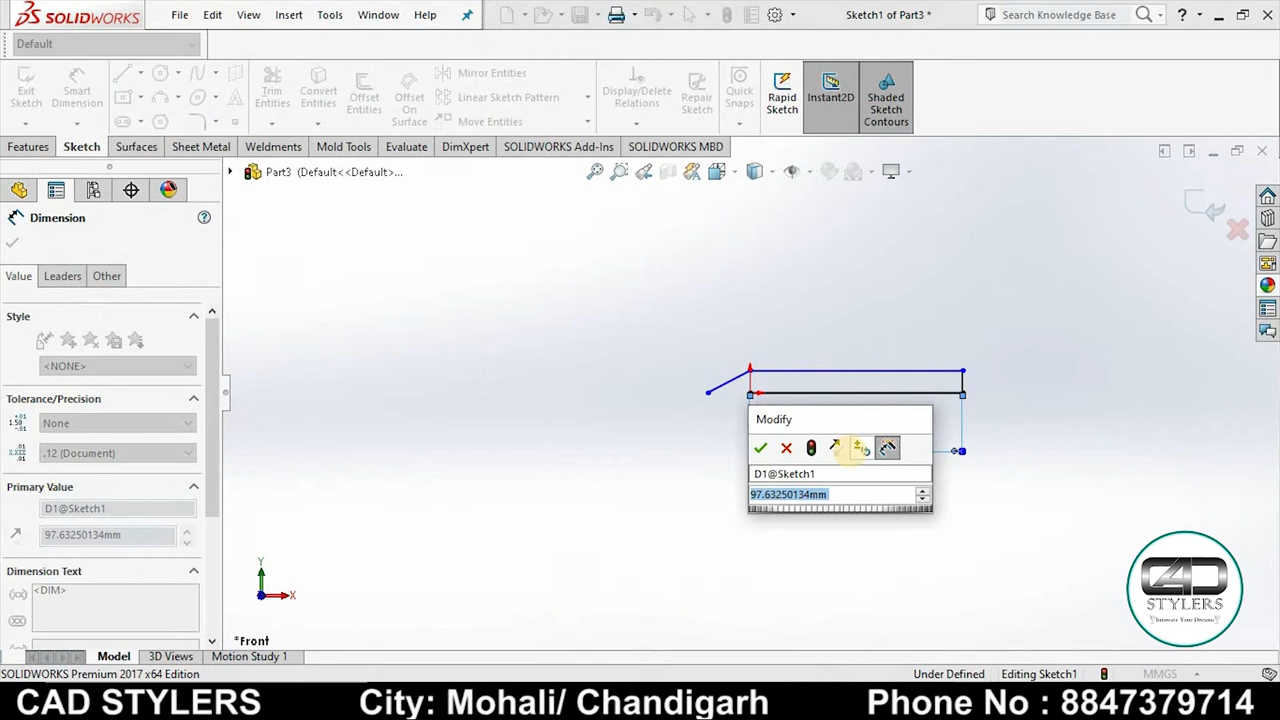 SOLIDWORKS File Edit View Insert Tools Window Help Sketch1 of Part3 * Search Knowledge Base ?
Default
Exit Sketch
Smart Dimension
Trim Entities
Convert Entities
Offset Entities
Offset On Surface
Mirror Entities
Linear Sketch Pattern
Move Entities
Display/Delete Relations
Repair Sketch
Quick Snaps
Rapid Sketch
Instant2D
Shaded Sketch Contours
Features Sketch Surfaces Sheet Metal Weldments Mold Tools Evaluate DimXpert SOLIDWORKS Add-Ins SOLIDWORKS MBD
Part3 (Default<<Default>...
Dimension ?
Value Leaders Other
Style
<NONE>
Tolerance/Precision
None
.12 (Document)
Primary Value
D1@Sketch1
97.63250134mm
Dimension Text
<DIM>
Modify
D1@Sketch1
97.63250134mm
Y
X
*Front
CAD
STYLERS
Innovate Your Dreams
Model 3D Views Motion Study 1
SOLIDWORKS Premium 2017 x64 Edition Under Defined Editing Sketch1 MMGS
CAD STYLERS City: Mohali/ Chandigarh Phone No : 8847379714